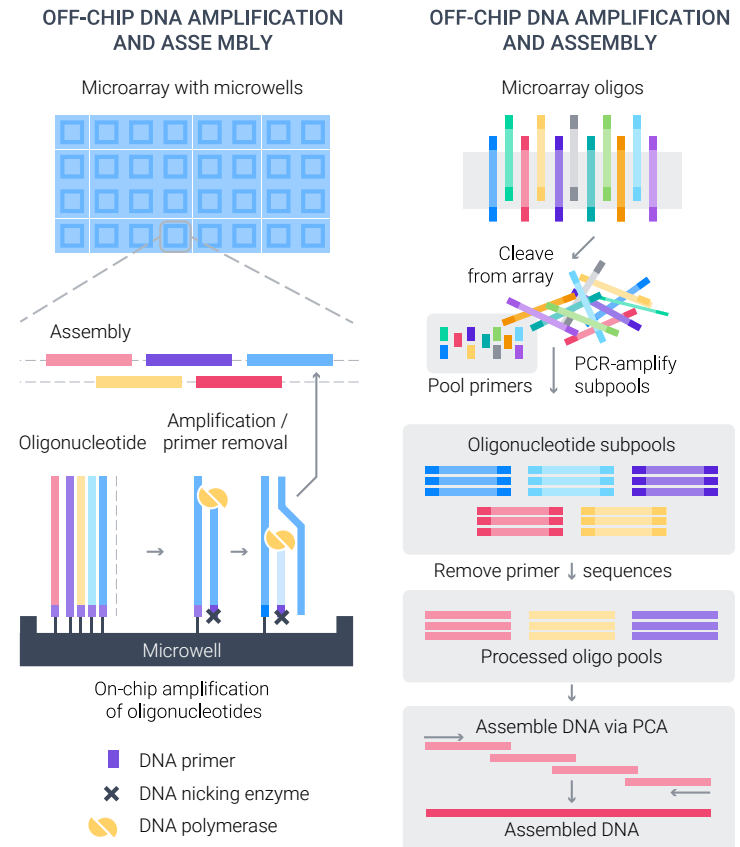 OFF-CHIP DNA AMPLIFICATION
AND ASSE MBLY
Microarray with microwells
Assembly
Amplification /
primer removal
Oligonucleotide
Microwell
On-chip amplification
of oligonucleotides
DNA primer
DNA nicking enzyme
DNA polymerase
OFF-CHIP DNA AMPLIFICATION
AND ASSEMBLY
Microarray oligos
Cleave
from array
Pool primers
PCR-amplify
subpools
Oligonucleotide subpools
Remove primer sequences
Processed oligo pools
Assemble DNA via PCA
Assembled DNA